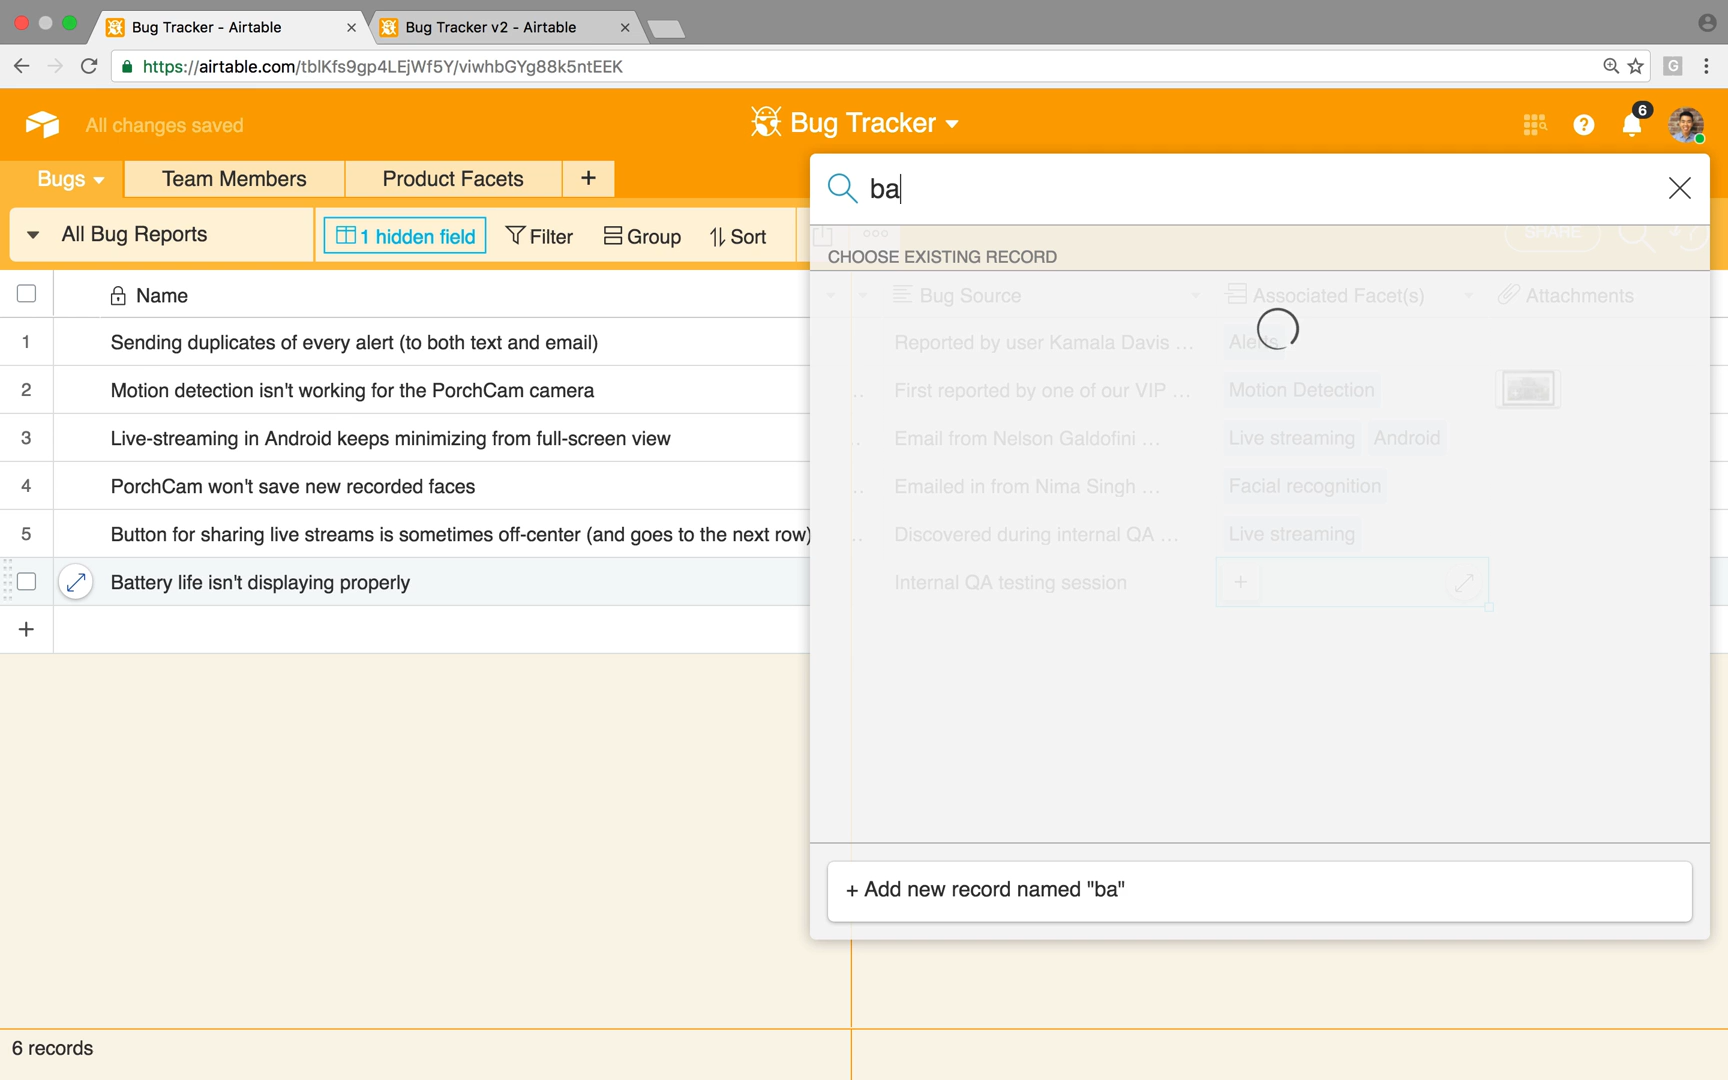 Bug Tracker - Airtable
Bug Tracker v2 - Airtable
https://airtable.com/tblKfs9gp4LEjWf5Y/viwhbGYg88k5ntEEK
G
All changes saved
Bug Tracker
?
6
Bugs
Team Members
Product Facets
+
ba
All Bug Reports
1 hidden field
Filter
Group
Sort
SHARE
CHOOSE EXISTING RECORD
Name
Bug Source
Associated Facet(s)
Attachments
1
Sending duplicates of every alert (to both text and email)
Reported by user Kamala Davis ...
Alerts
2
Motion detection isn't working for the PorchCam camera
First reported by one of our VIP ...
Motion Detection
3
Live-streaming in Android keeps minimizing from full-screen view
Email from Nelson Galdofini ...
Live streaming
Android
4
PorchCam won't save new recorded faces
Emailed in from Nima Singh ...
Facial recognition
5
Button for sharing live streams is sometimes off-center (and goes to the next row)
Discovered during internal QA ...
Live streaming
Battery life isn't displaying properly
Internal QA testing session
+
+
+ Add new record named "ba"
6 records